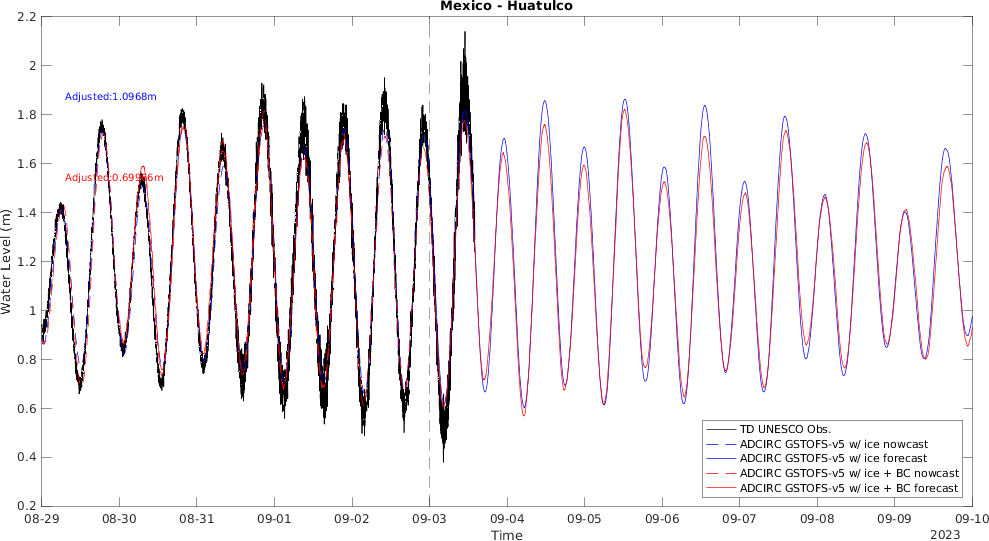 Mexico - Huatulco
2.2
2
1.8
1.6
1.4
1.2
1
0.8
0.6
0.4
0.2
Water Level (m)
Adjusted:1.0968m
TD UNESCO Obs.
ADCIRC GSTOFS-v5 w/ ice nowcast
ADCIRC GSTOFS-v5 w/ ice forecast
ADCIRC GSTOFS-v5 w/ ice + BC nowcast
ADCIRC GSTOFS-v5 w/ ice + BC forecast
08-29
08-30
08-31
09-01
09-02
09-03
09-04
09-05
09-06
09-07
09-08
09-09
09-10
Time
2023